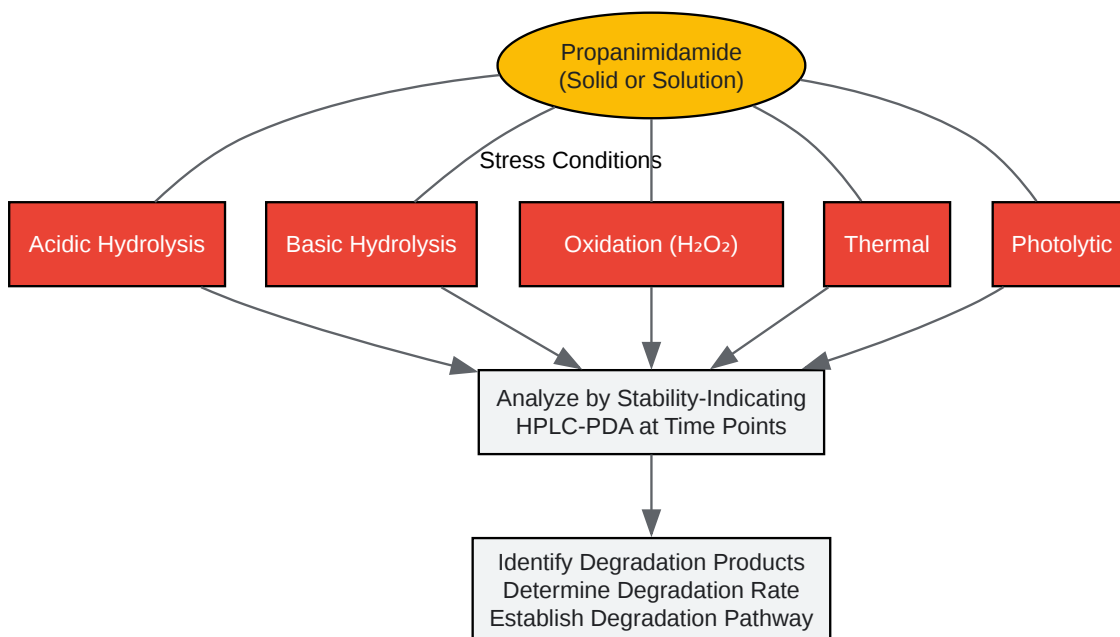 Propanimidamide
(Solid or Solution)
Stress Conditions
Acidic Hydrolysis
Basic Hydrolysis
Oxidation (H₂O₂)
Thermal
Photolytic
Analyze by Stability-Indicating
HPLC-PDA at Time Points
Identify Degradation Products
Determine Degradation Rate
Establish Degradation Pathway